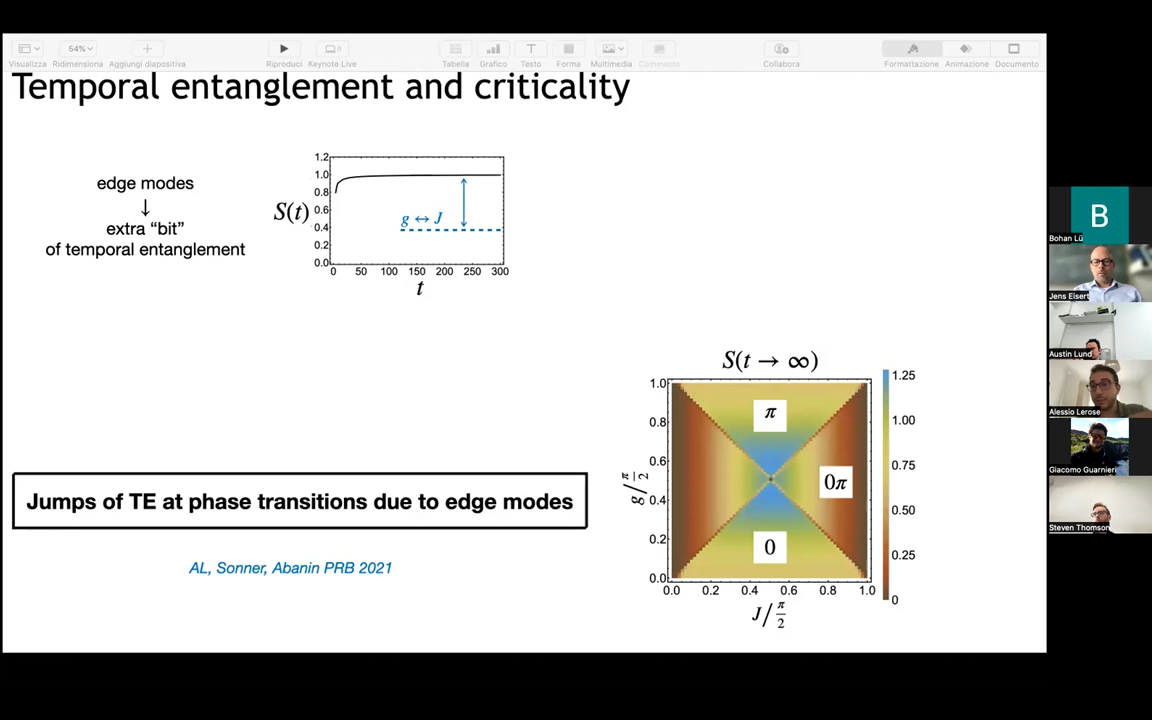 Visualizza
54%
Ridimensiona
Aggiungi diapositiva
Riproduci
Keynote Live
Tabella
Grafico
Testo
Forma
Multimedia
Commento
Collabora
Formattazione
Animazione
Documento
Temporal entanglement and criticality
edge modes
↓
extra “bit”
of temporal entanglement
S(t)
1.2
1.0
0.8
0.6
0.4
0.2
0.0
g ↔ J
0 50 100 150 200 250 300
t
Jumps of TE at phase transitions due to edge modes
AL, Sonner, Abanin PRB 2021
S(t → ∞)
g/π/2
1.0
0.8
0.6
0.4
0.2
0.0
π
0π
0
0.0 0.2 0.4 0.6 0.8 1.0
J/π/2
1.25
1.00
0.75
0.50
0.25
0
B
Bohan Lü
Jens Eisert
Austin Lund
Alessio Lerose
Giacomo Guarnieri
Steven Thomson